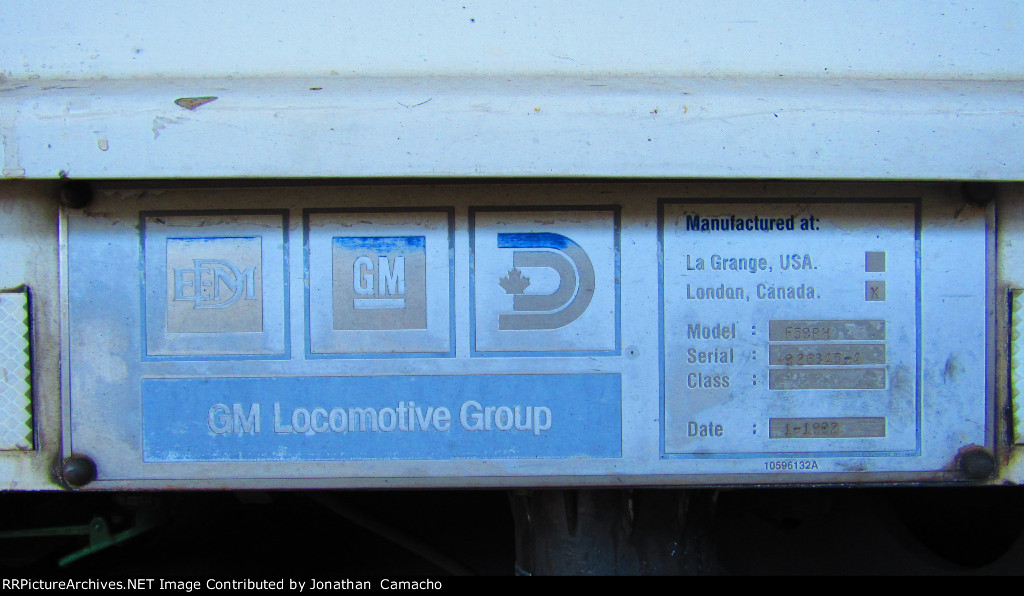 EMD
GM
D
GM Locomotive Group
Manufactured at:
La Grange, USA.
London, Canada. X
Model :
Serial :
Class :
Date :
10596132A
RRPictureArchives.NET Image Contributed by Jonathan Camacho